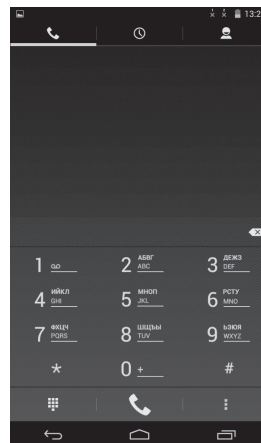 13:2
1
2 АБВГ ABC
3 ДЕЖЗ DEF
4 ИЙКЛ GHI
5 МНОП JKL
6 РСТУ MNO
7 ФХЦЧ PQRS
8 ШЩЪЫ TUV
9 ЬЭЮЯ WXYZ
*
0 +
#